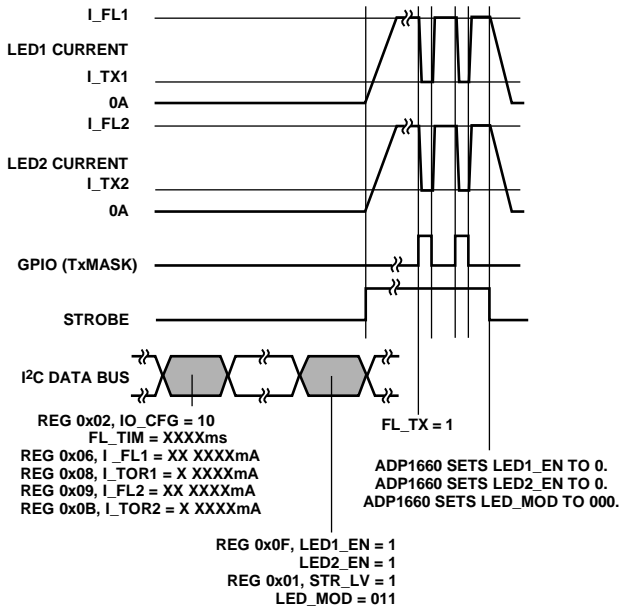 I_FL1
LED1 CURRENT
I_TX1
0A
I_FL2
LED2 CURRENT
I_TX2
0A
GPIO (TxMASK)
STROBE
I2C DATA BUS
REG 0x02, IO_CFG = 10
FL_TIM = XXXXms
REG 0x06, I _FL1 = XX XXXXmA
REG 0x08, I_TOR1 = X XXXXmA
REG 0x09, I_FL2 = XX XXXXmA
REG 0x0B, I_TOR2 = X XXXXmA
FL_TX = 1
ADP1660 SETS LED1_EN TO 0.
ADP1660 SETS LED2_EN TO 0.
ADP1660 SETS LED_MOD TO 000.
REG 0x0F, LED1_EN = 1
LED2_EN = 1
REG 0x01, STR_LV = 1
LED_MOD = 011